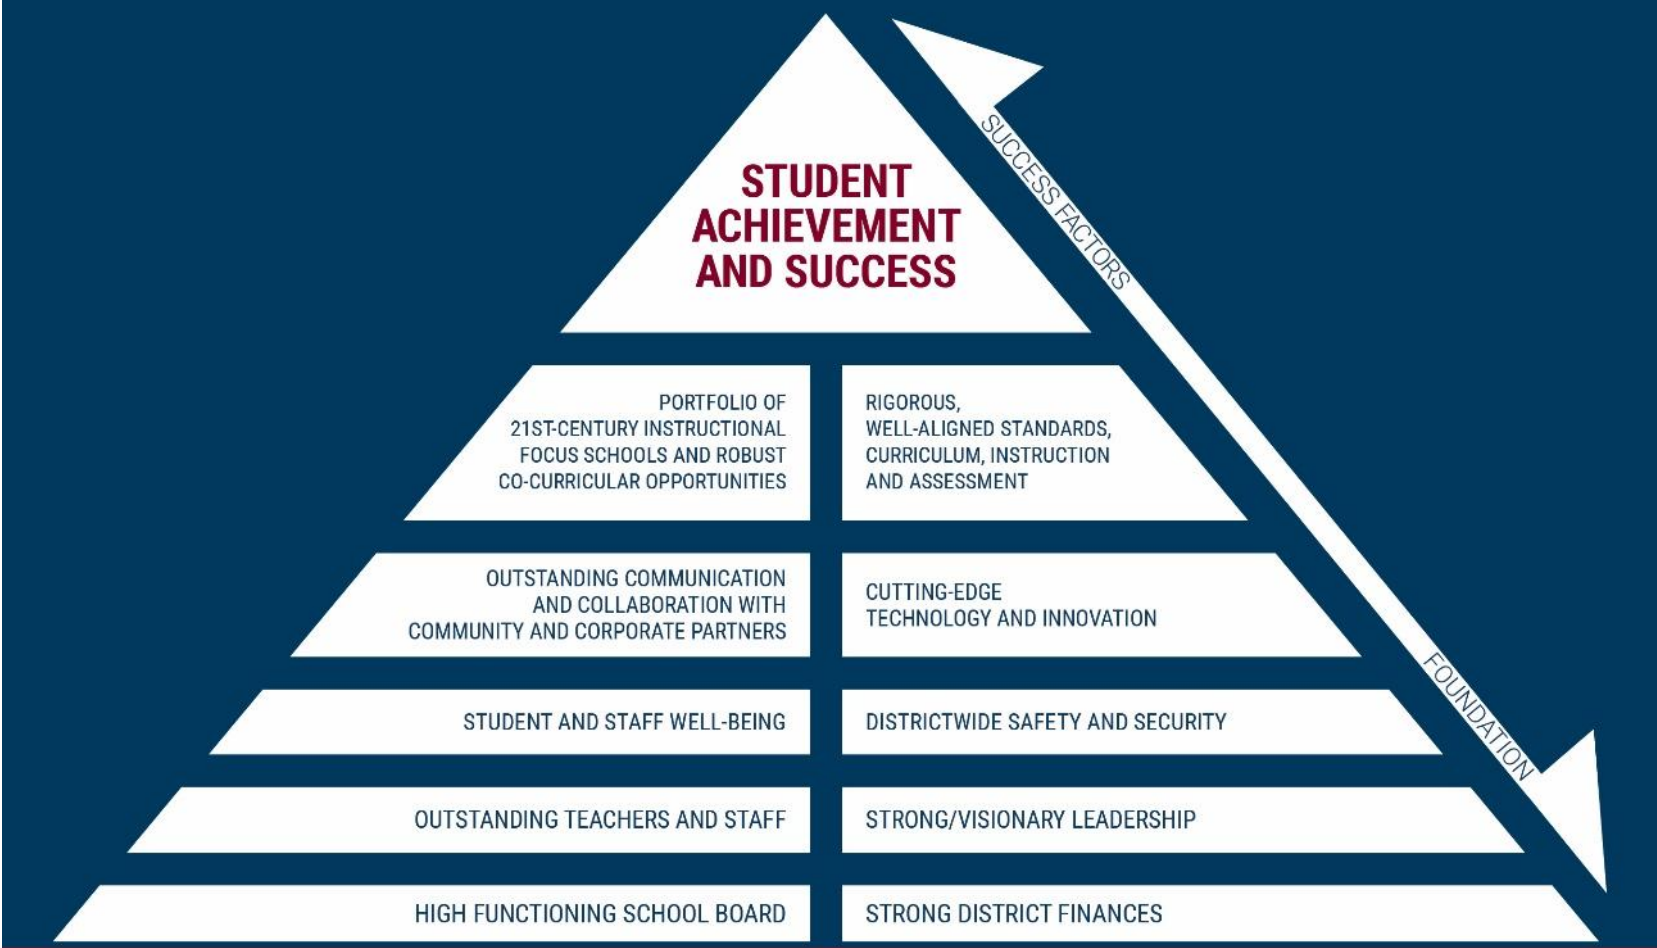 STUDENT
ACHIEVEMENT
AND SUCCESS
SUCCESS FACTORS
PORTFOLIO OF
21ST-CENTURY INSTRUCTIONAL
FOCUS SCHOOLS AND ROBUST
CO-CURRICULAR OPPORTUNITIES
RIGOROUS,
WELL-ALIGNED STANDARDS,
CURRICULUM, INSTRUCTION
AND ASSESSMENT
OUTSTANDING COMMUNICATION
AND COLLABORATION WITH
COMMUNITY AND CORPORATE PARTNERS
CUTTING-EDGE
TECHNOLOGY AND INNOVATION
STUDENT AND STAFF WELL-BEING
DISTRICTWIDE SAFETY AND SECURITY
FOUNDATION
OUTSTANDING TEACHERS AND STAFF
STRONG/VISIONARY LEADERSHIP
HIGH FUNCTIONING SCHOOL BOARD
STRONG DISTRICT FINANCES